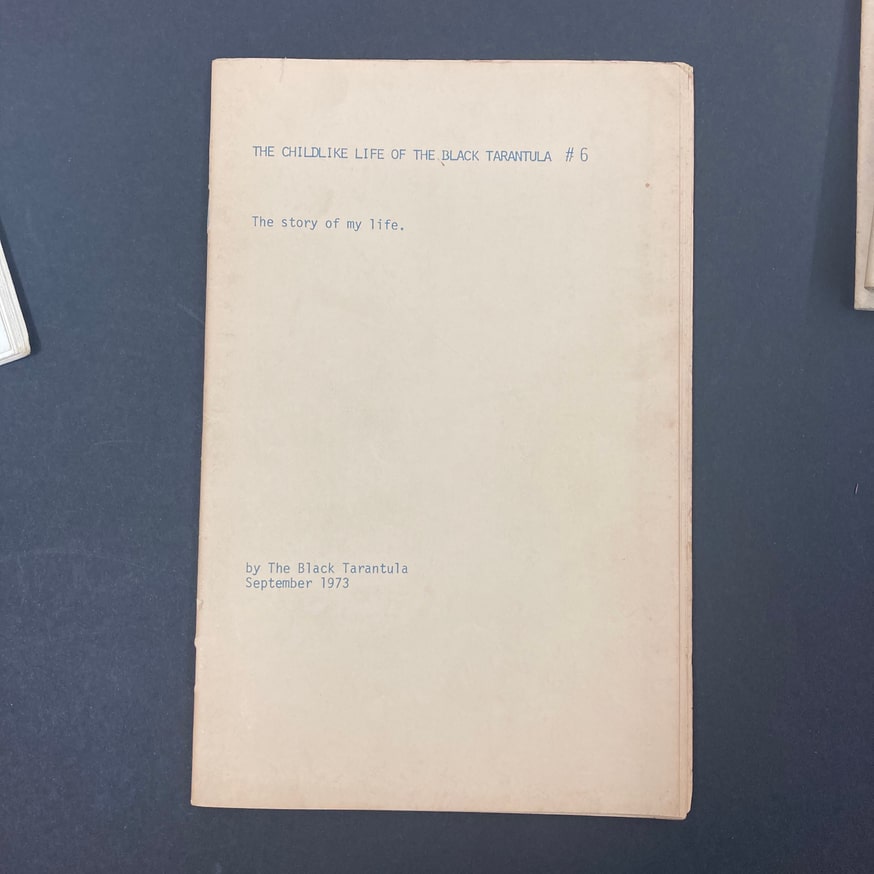 THE CHILDLIKE LIFE OF THE BLACK TARANTULA # 6
The story of my life.
by The Black Tarantula
September 1973